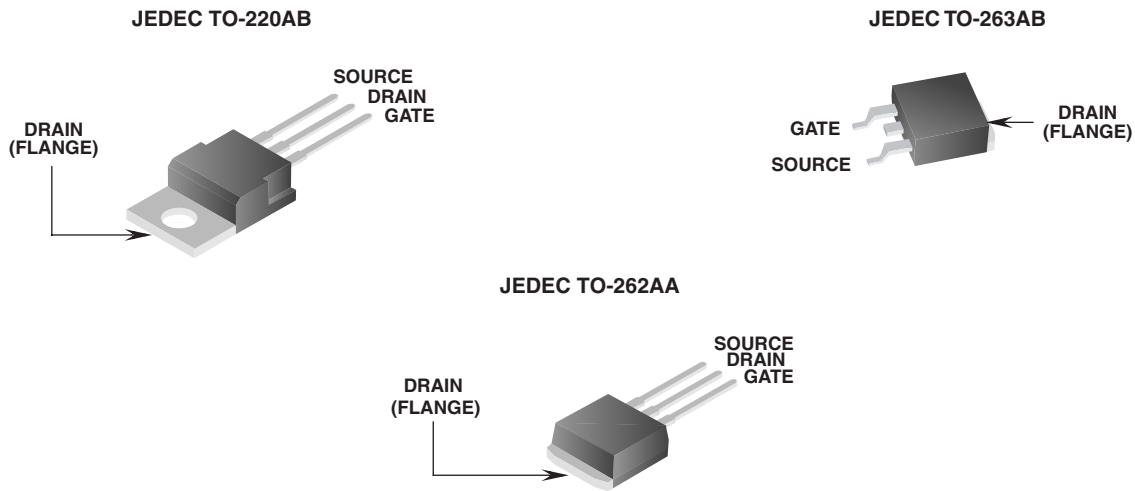 JEDEC TO-220AB
SOURCE
DRAIN
GATE
DRAIN
(FLANGE)
JEDEC TO-263AB
GATE
SOURCE
DRAIN
(FLANGE)
JEDEC TO-262AA
SOURCE
DRAIN
GATE
DRAIN
(FLANGE)